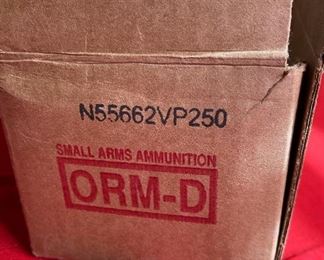 N55662VP250
SMALL ARMS AMMUNITION
ORM-D